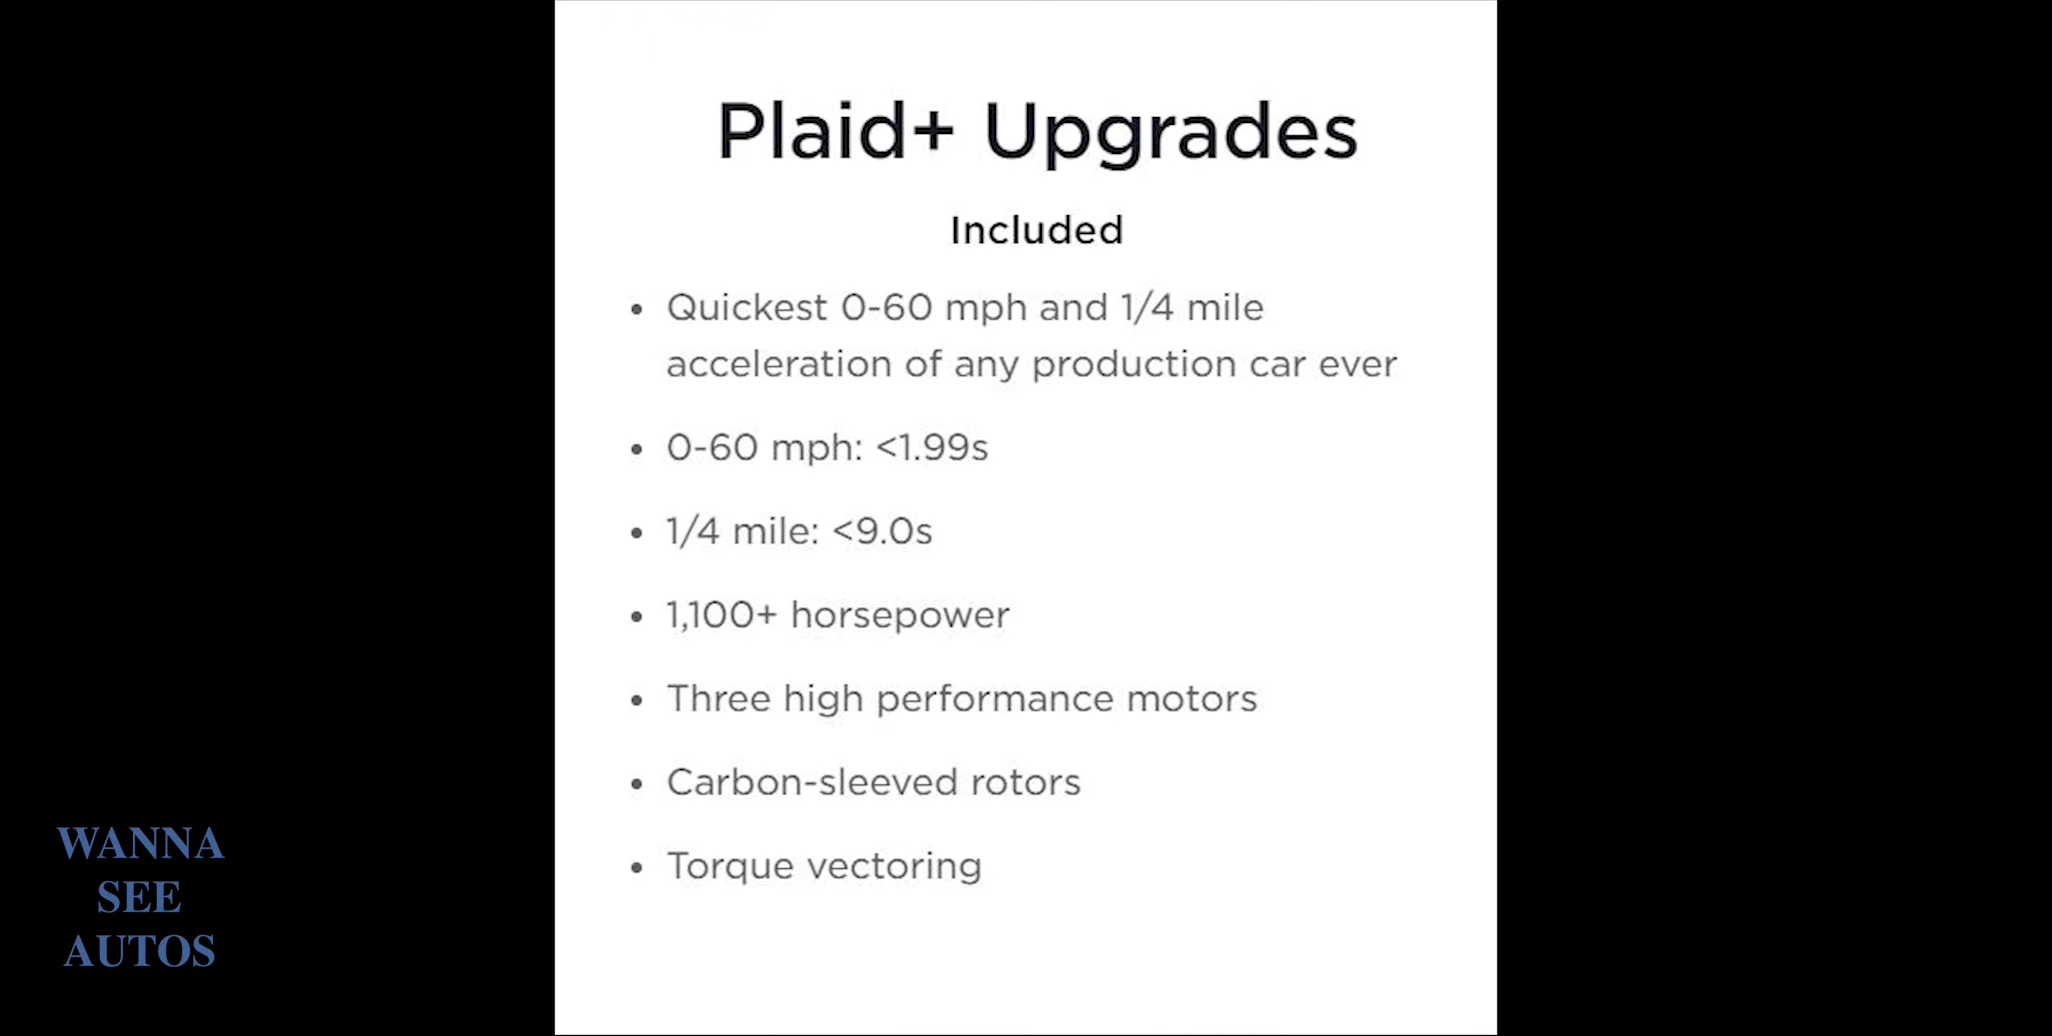 Plaid+ Upgrades
Included
• Quickest 0-60 mph and 1/4 mile
acceleration of any production car ever
• 0-60 mph: <1.99s
• 1/4 mile: <9.0s
• 1,100+ horsepower
• Three high performance motors
• Carbon-sleeved rotors
• Torque vectoring
WANNA
SEE
AUTOS